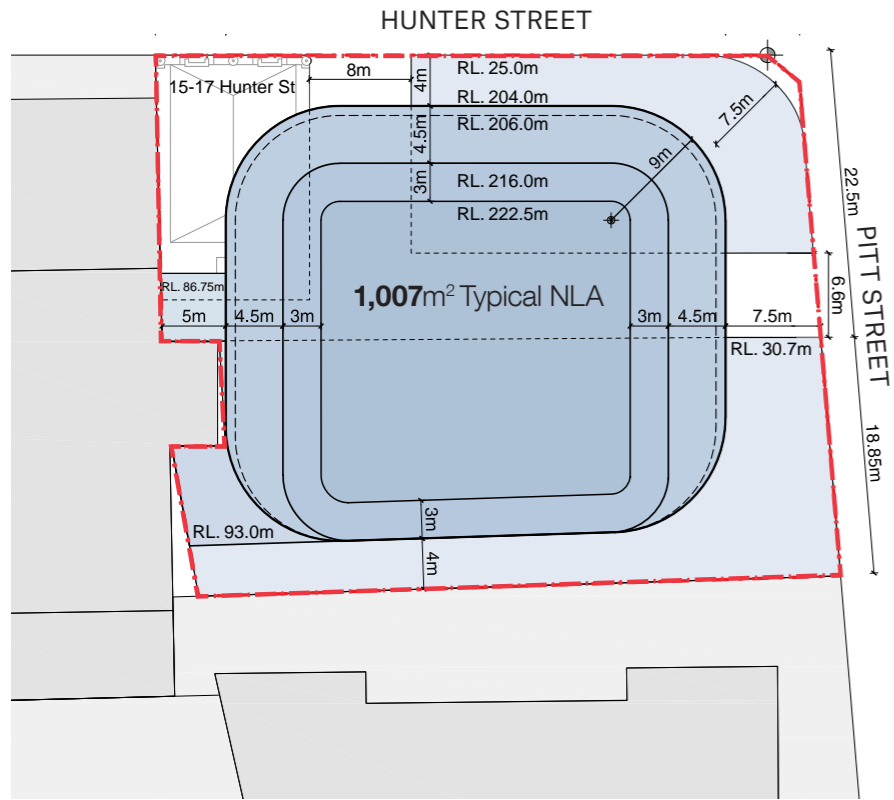 HUNTER STREET
8m
4m
RL. 25.0m
15-17 Hunter St
RL. 204.0m
4.5m
RL. 206.0m
7.5m
9m
3m
RL. 216.0m
22.5m
RL. 222.5m
PITT STREET
RL. 86.75m
1,007m² Typical NLA
6.6m
5m
4.5m
3m
3m
4.5m
7.5m
RL. 30.7m
18.85m
3m
RL. 93.0m
4m